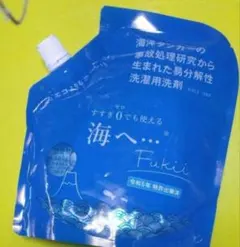 海洋タンカーの
事故処理研究から
生まれた易分解性
洗濯用洗剤
すすぎ0でも使える
海へ…
Fukii